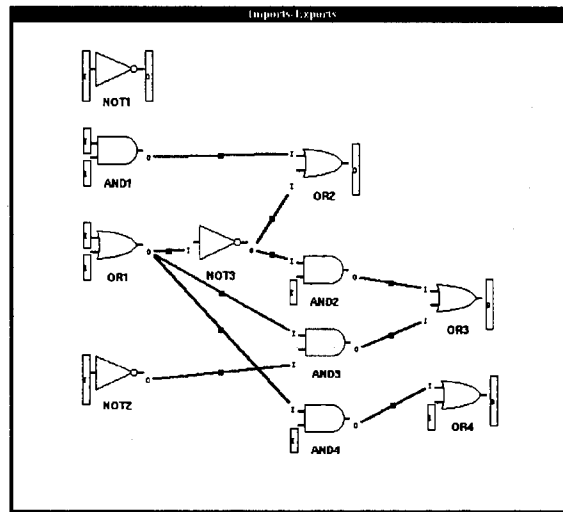 Imports-Exports
NOT1
AND1
OR2
OR1
NOT3
AND2
OR3
AND3
NOT2
AND4
OR4